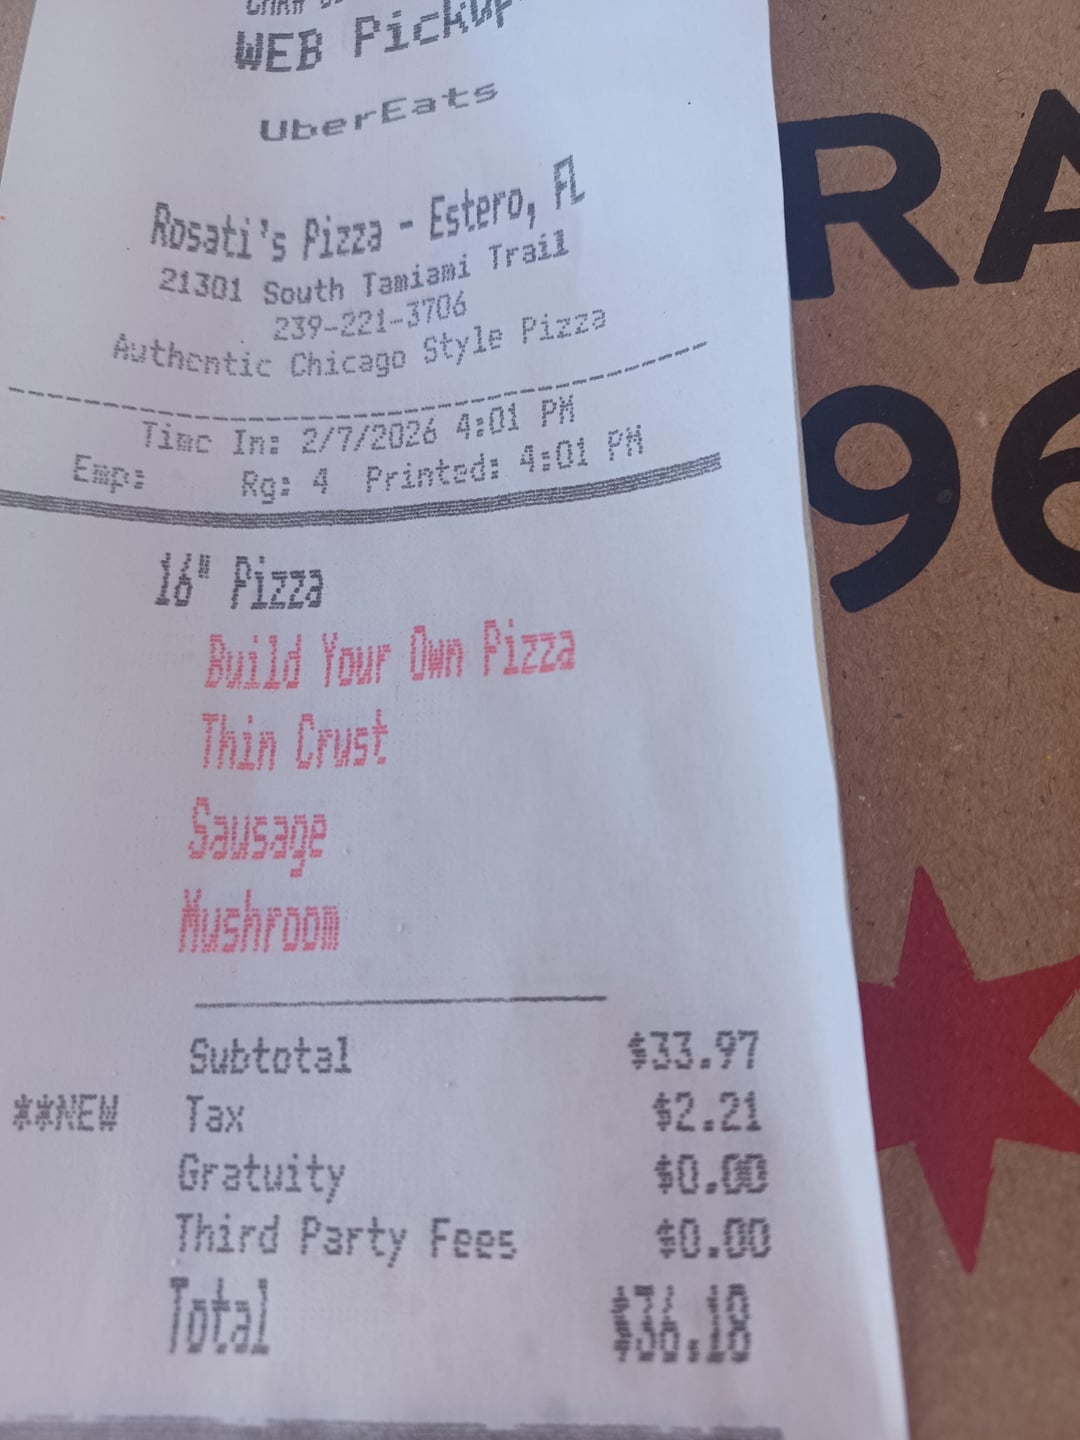 WEB Pickup
UberEats
Rosati's Pizza - Estero, FL
21301 South Tamiami Trail
239-221-3706
Authentic Chicago Style Pizza
Time In: 2/7/2026 4:01 PM
Emp: Rg: 4 Printed: 4:01 PM
16" Pizza
Build Your Own Pizza
Thin Crust
Sausage
Mushroom
Subtotal $33.97
**NEW Tax $2.21
Gratuity $0.00
Third Party Fees $0.00
Total $36.18
RA
96